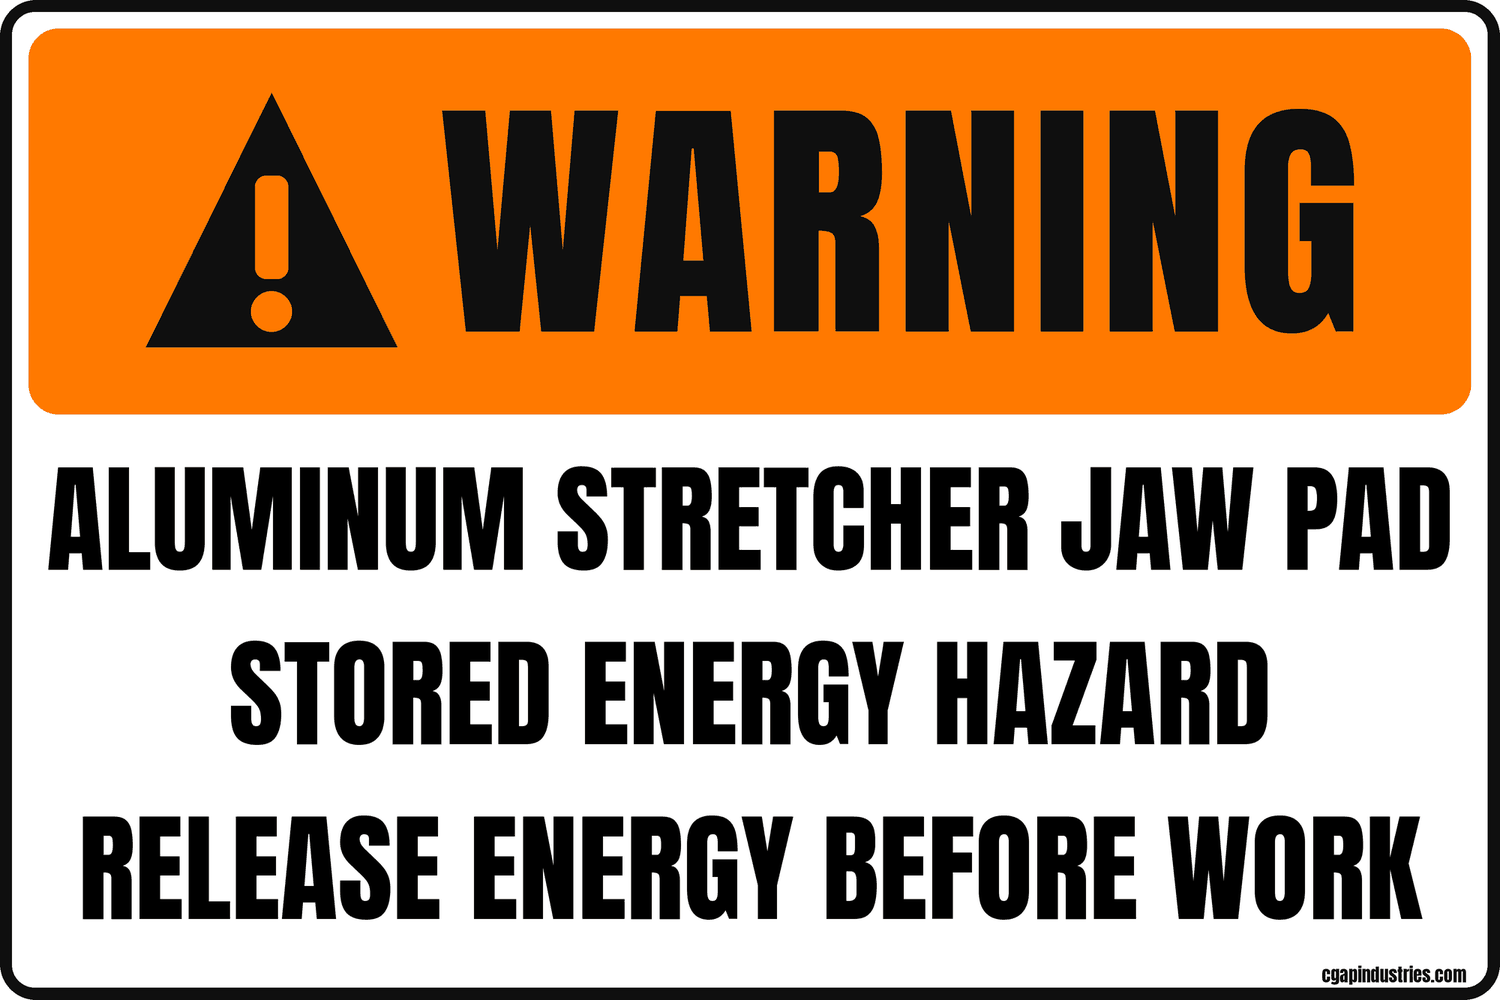 WARNING
ALUMINUM STRETCHER JAW PAD
STORED ENERGY HAZARD
RELEASE ENERGY BEFORE WORK
cgapindustries.com